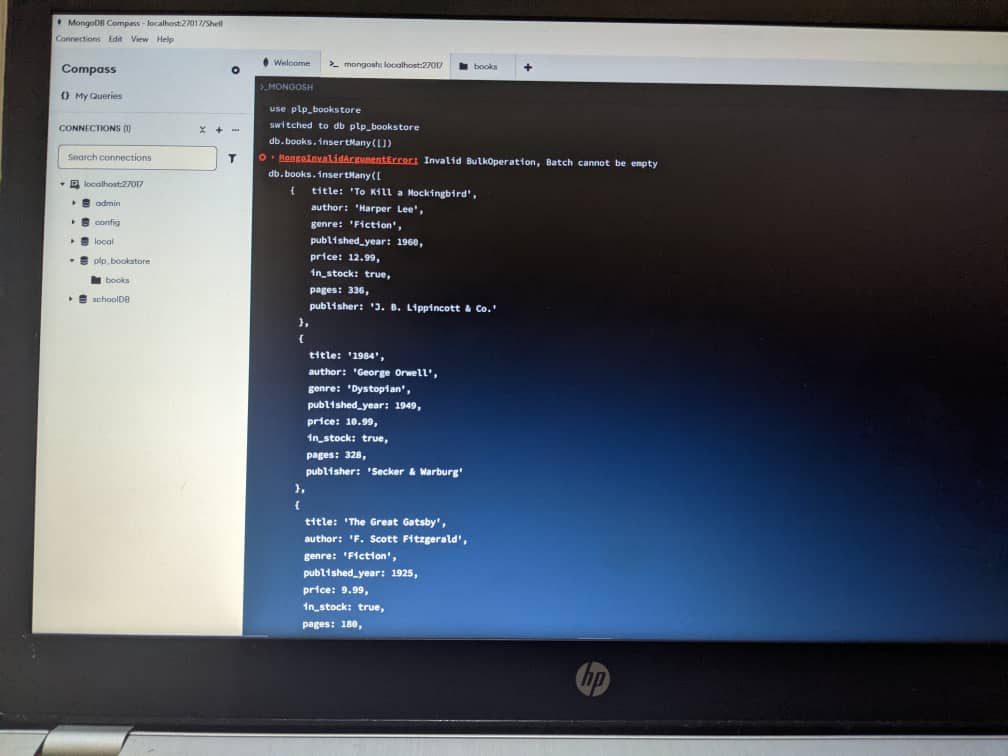 MongoDB Compass - localhost:27017/Shell
Connections Edit View Help
Compass
{} My Queries
CONNECTIONS (1)
Search connections
localhost:27017
admin
config
local
plp_bookstore
books
schoolDB
Welcome
>_ mongosh: localhost:27017
books
+
>_MONGOSH
use plp_bookstore
switched to db plp_bookstore
db.books.insertMany([])
MongoInvalidArgumentError: Invalid BulkOperation, Batch cannot be empty
db.books.insertMany([
{ title: 'To Kill a Mockingbird',
author: 'Harper Lee',
genre: 'Fiction',
published_year: 1960,
price: 12.99,
in_stock: true,
pages: 336,
publisher: 'J. B. Lippincott & Co.'
},
{
title: '1984',
author: 'George Orwell',
genre: 'Dystopian',
published_year: 1949,
price: 10.99,
in_stock: true,
pages: 328,
publisher: 'Secker & Warburg'
},
{
title: 'The Great Gatsby',
author: 'F. Scott Fitzgerald',
genre: 'Fiction',
published_year: 1925,
price: 9.99,
in_stock: true,
pages: 180,
hp